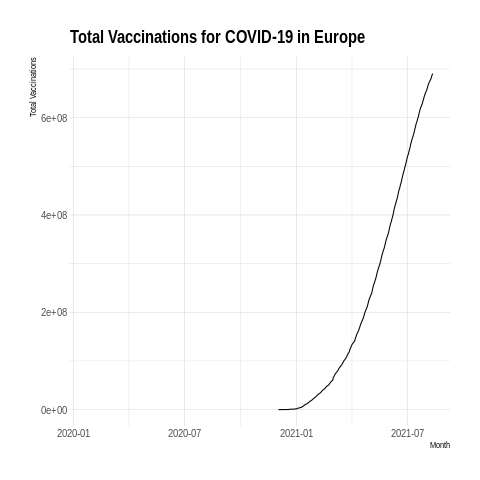 Total Vaccinations for COVID-19 in Europe
Total Vaccinations
6e+08
4e+08
2e+08
0e+00
2020-01 2020-07 2021-01 2021-07
Month